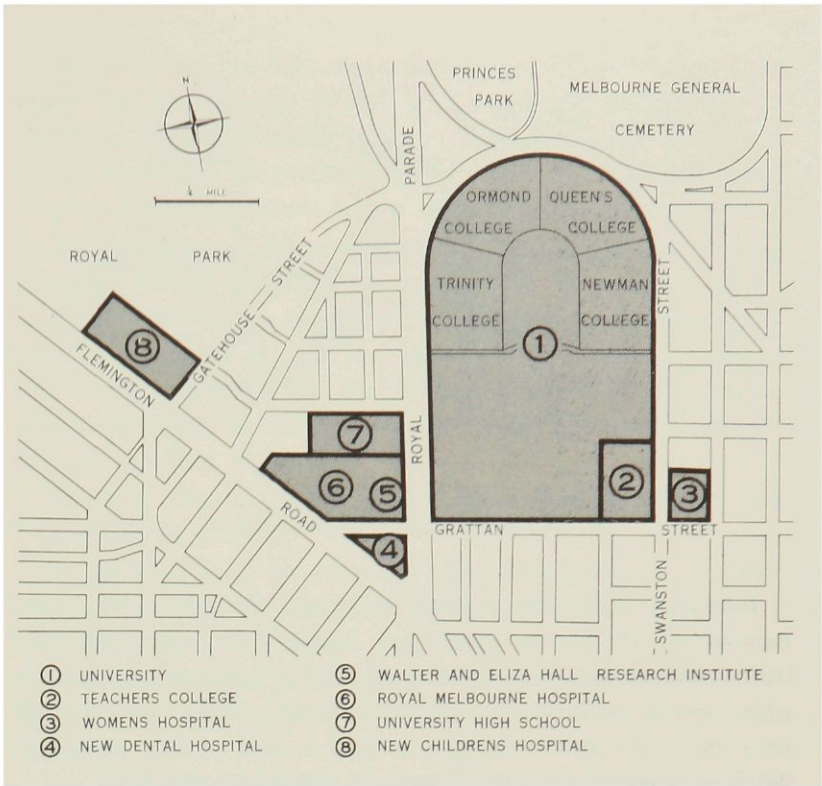 N
¼ MILE
PRINCES
PARK
MELBOURNE GENERAL
CEMETERY
PARADE
ORMOND
COLLEGE
QUEEN'S
COLLEGE
ROYAL PARK
GATEHOUSE STREET
TRINITY
COLLEGE
NEWMAN
COLLEGE
STREET
8
1
FLEMINGTON
ROAD
ROYAL
7
6
5
2
3
4
GRATTAN STREET
SWANSTON
1 UNIVERSITY
2 TEACHERS COLLEGE
3 WOMENS HOSPITAL
4 NEW DENTAL HOSPITAL
5 WALTER AND ELIZA HALL RESEARCH INSTITUTE
6 ROYAL MELBOURNE HOSPITAL
7 UNIVERSITY HIGH SCHOOL
8 NEW CHILDRENS HOSPITAL